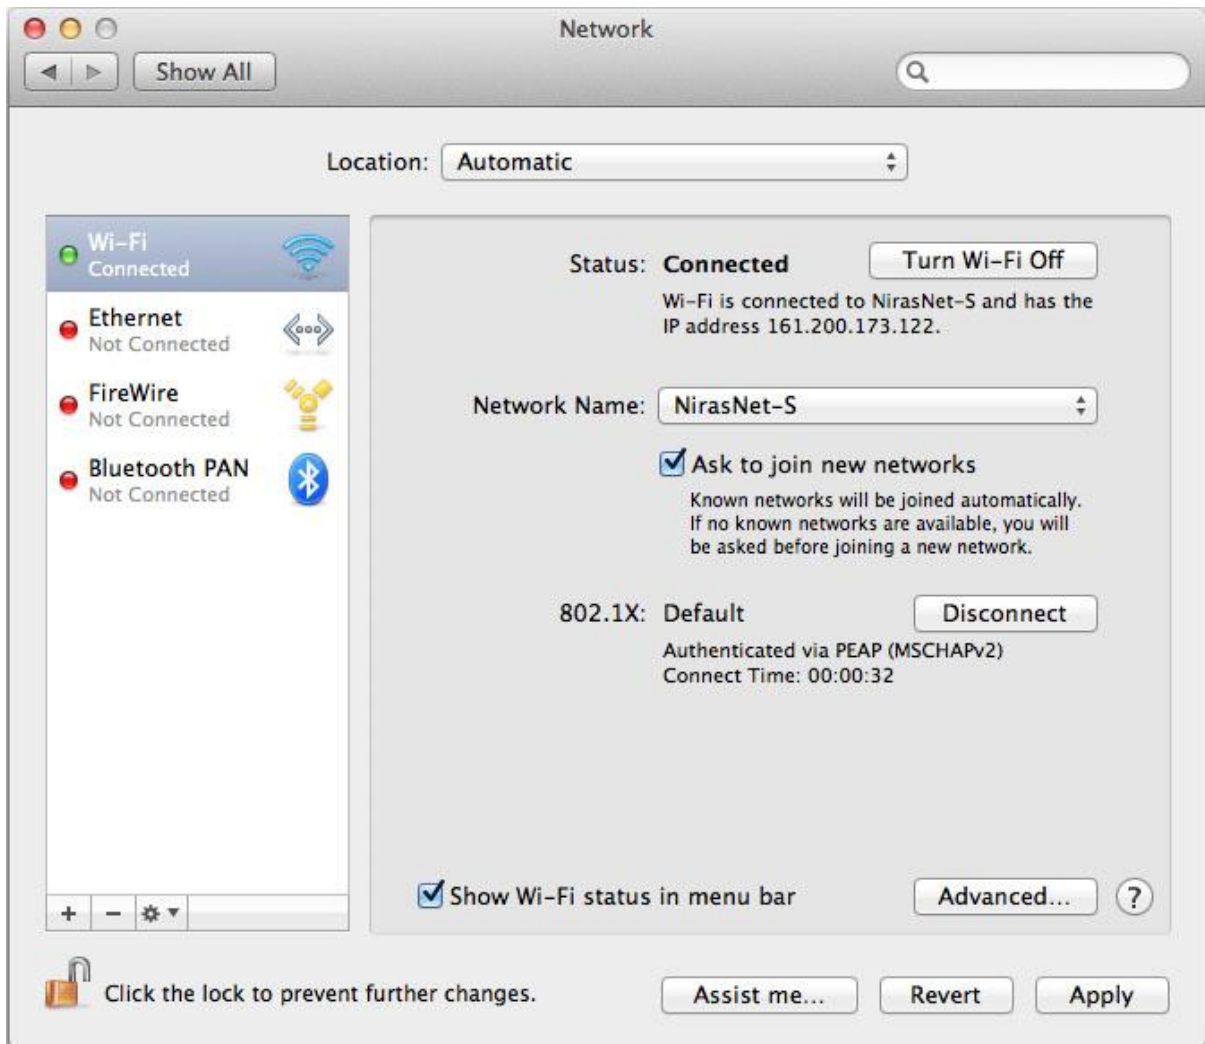 Network
Show All
Location: Automatic
Wi-Fi
Connected
Ethernet
Not Connected
FireWire
Not Connected
Bluetooth PAN
Not Connected
Status: Connected Turn Wi-Fi Off
Wi-Fi is connected to NirasNet-S and has the
IP address 161.200.173.122.
Network Name: NirasNet-S
Ask to join new networks
Known networks will be joined automatically.
If no known networks are available, you will
be asked before joining a new network.
802.1X: Default Disconnect
Authenticated via PEAP (MSCHAPv2)
Connect Time: 00:00:32
Show Wi-Fi status in menu bar Advanced... ?
+ −
Click the lock to prevent further changes. Assist me... Revert Apply